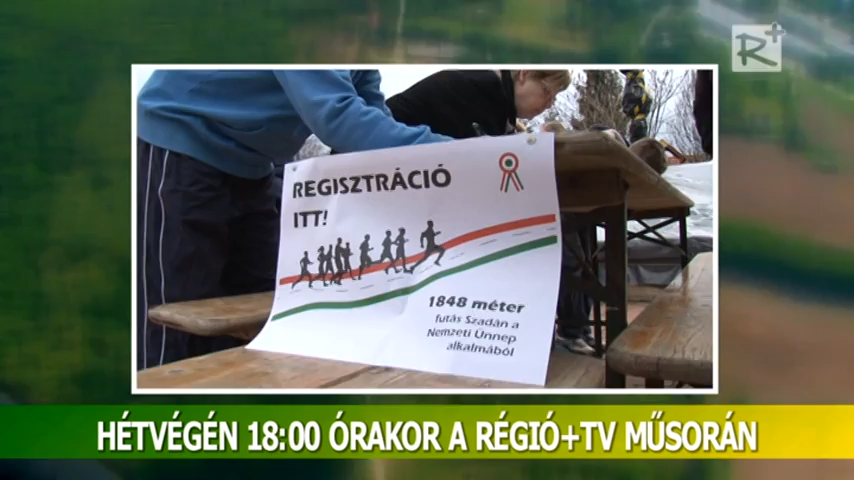 R+
REGISZTRÁCIÓ
ITT!
1848 méter
futás Szadán a
Nemzeti Ünnep
alkalmából
HÉTVÉGÉN 18:00 ÓRAKOR A RÉGIÓ+TV MŰSORÁN